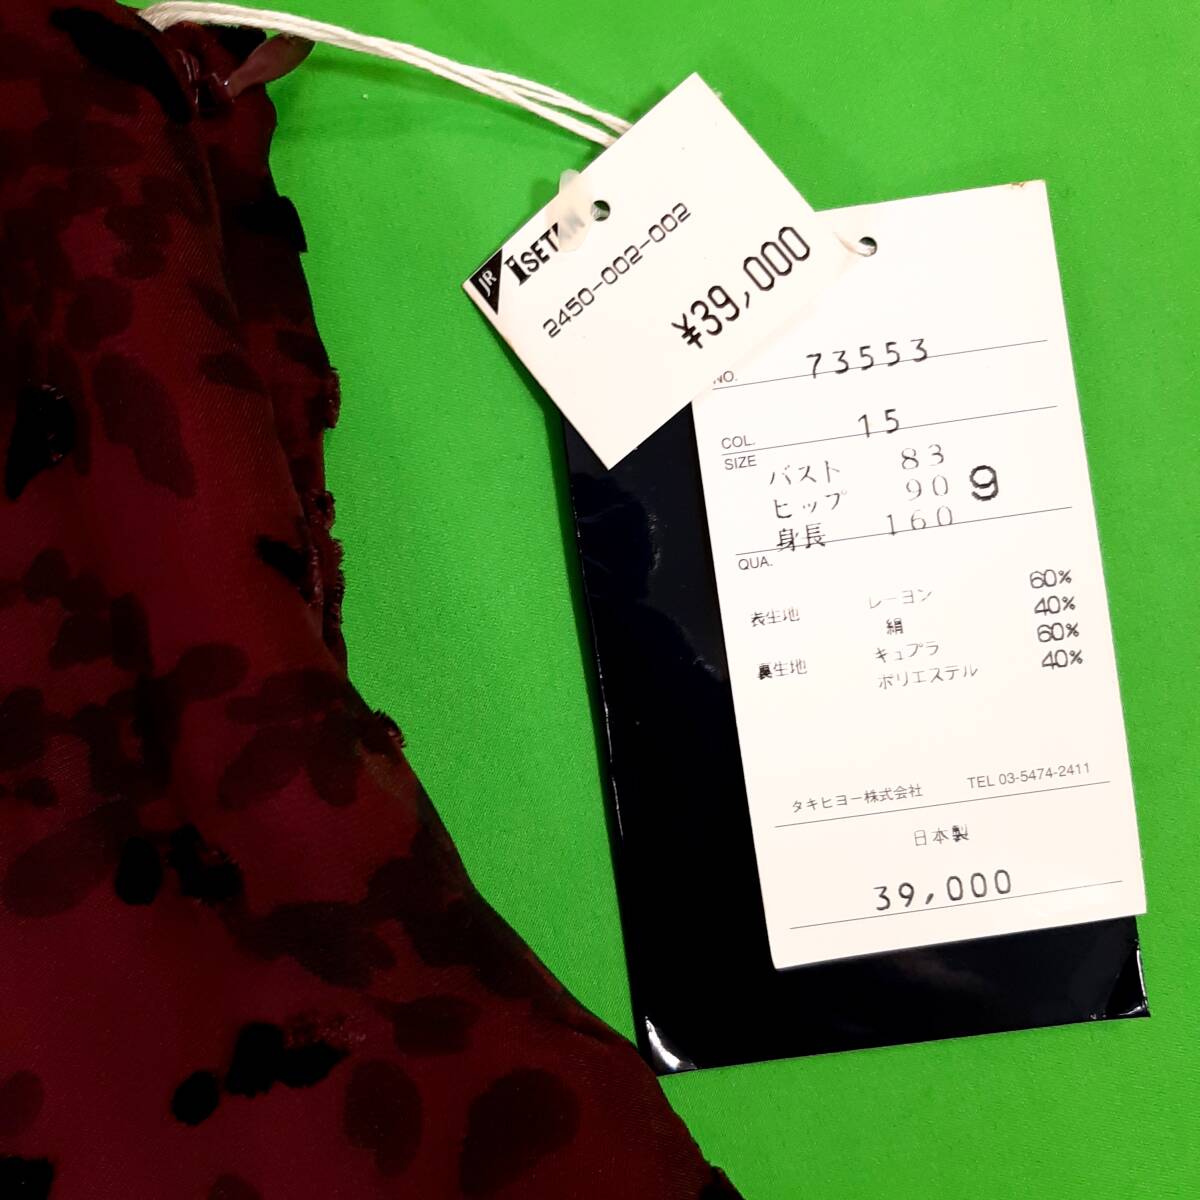 JR ISETAN
2450-002-002
¥39,000
NO. 73553
COL. 15
SIZE
バスト 83
ヒップ 90 9
身長 160
QUA.
表生地 レーヨン 60%
絹 40%
裏生地 キュプラ 60%
ポリエステル 40%
タキヒヨー株式会社 TEL 03-5474-2411
日本製
39,000